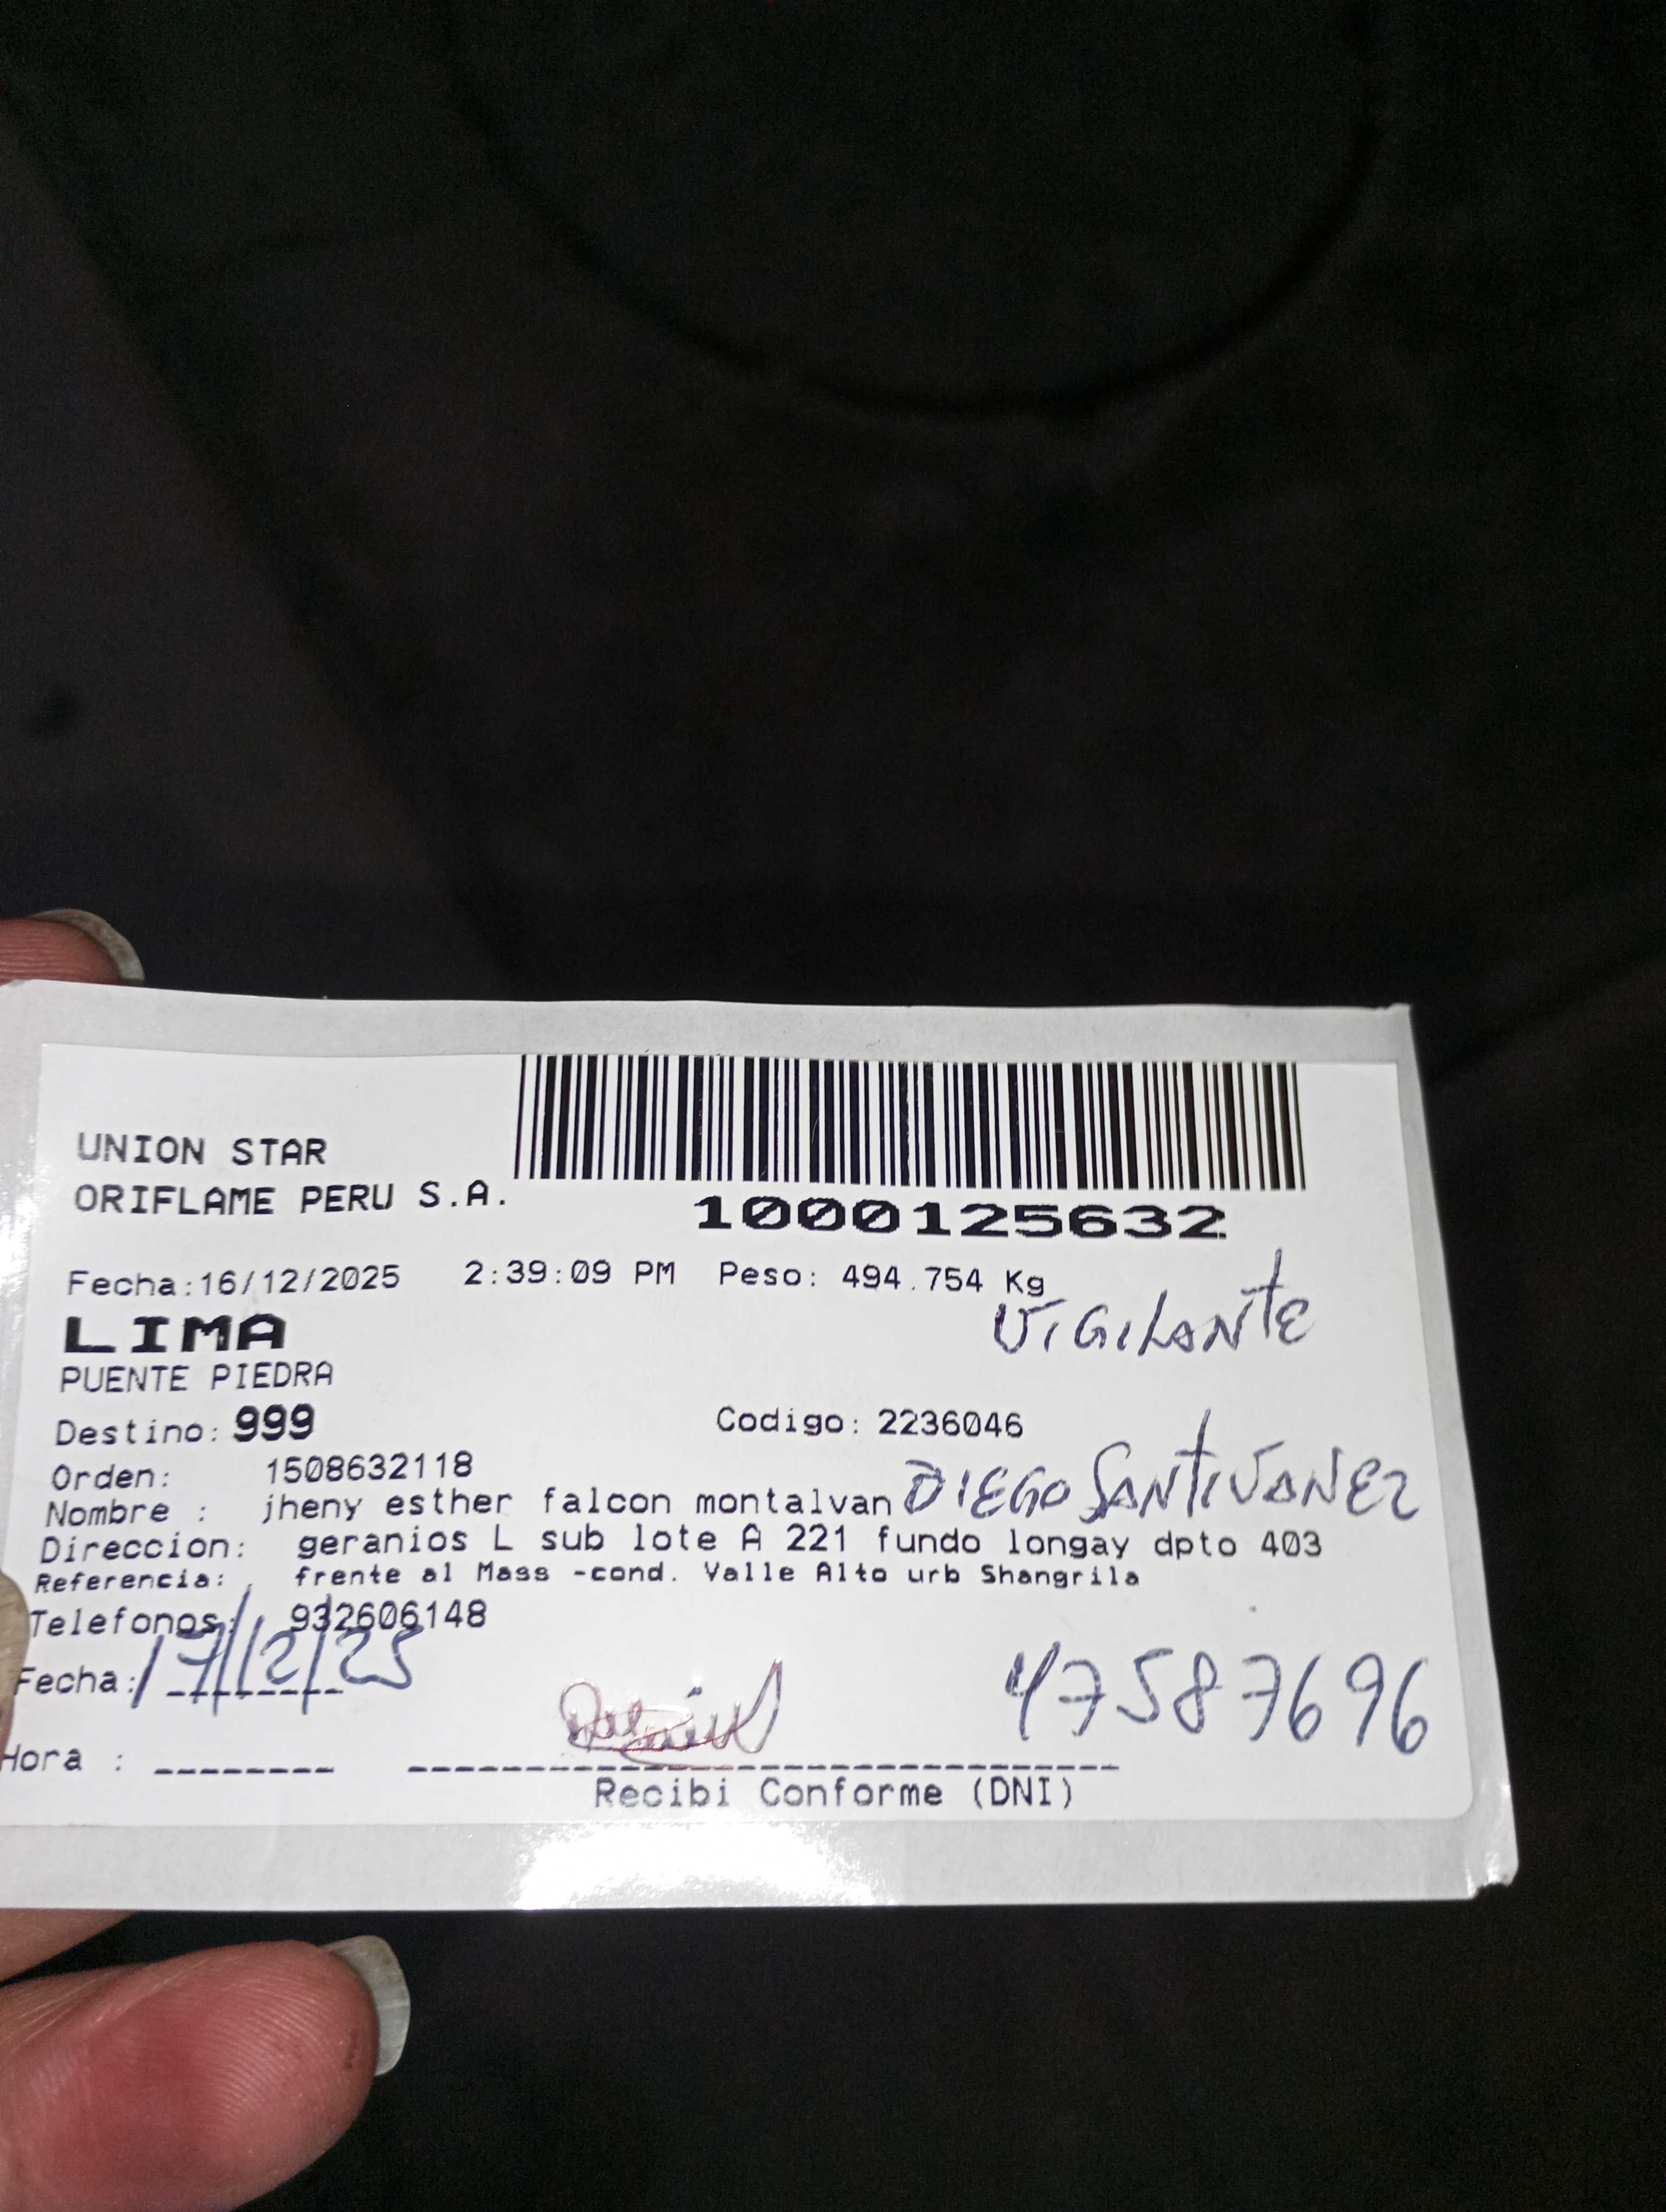 UNION STAR
ORIFLAME PERU S.A.
1000125632
Fecha:16/12/2025 2:39:09 PM Peso: 494.754 Kg
VIGILANTE
LIMA
PUENTE PIEDRA
Destino: 999 Codigo: 2236046
Orden: 1508632118
Nombre : jheny esther falcon montalvan DIEGO SANTIVANEZ
Direccion: geranios L sub lote A 221 fundo longay dpto 403
Referencia: frente al Mass -cond. Valle Alto urb Shangrila
Telefonos: 932606148
Fecha: 17/12/25
47587696
Hora :
Recibi Conforme (DNI)